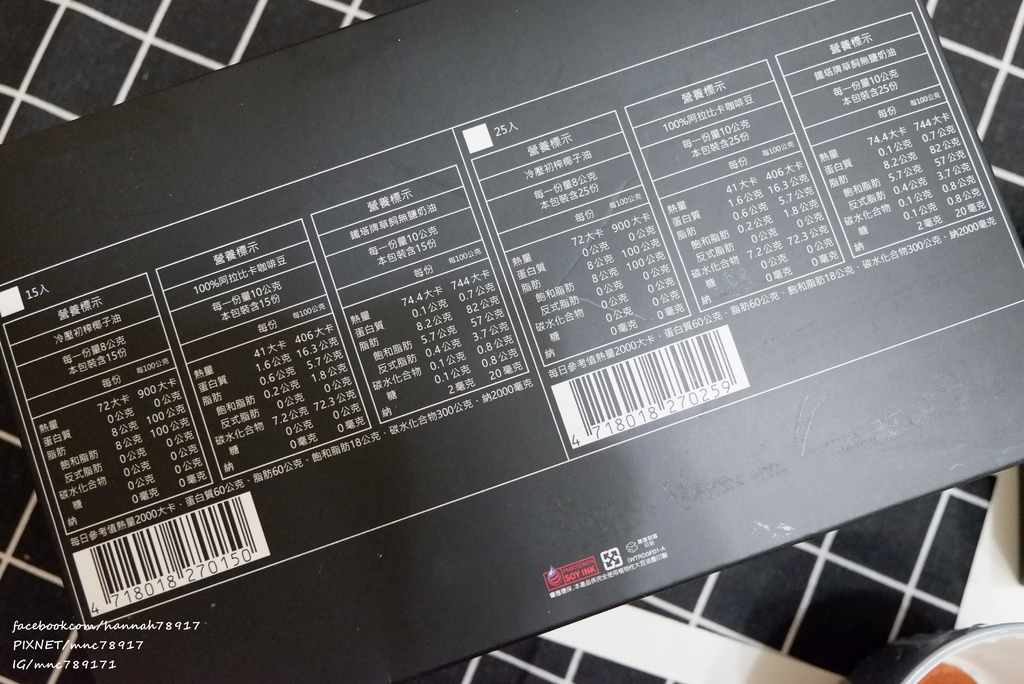 15入
營養標示
冷壓初榨椰子油
每一份量8公克
本包裝含15份
每份 每100公克
熱量 72大卡 900大卡
蛋白質 0公克 0公克
脂肪 8公克 100公克
飽和脂肪 8公克 100公克
反式脂肪 0公克 0公克
碳水化合物 0公克 0公克
糖 0公克 0公克
鈉 0毫克 0毫克
營養標示
100%阿拉比卡咖啡豆
每一份量10公克
本包裝含15份
每份 每100公克
熱量 41大卡 406大卡
蛋白質 1.6公克 16.3公克
脂肪 0.6公克 5.7公克
飽和脂肪 0.2公克 1.8公克
反式脂肪 0公克 0公克
碳水化合物 7.2公克 72.3公克
糖 0公克 0公克
鈉 0毫克 0毫克
營養標示
鐵塔牌草飼無鹽奶油
每一份量10公克
本包裝含15份
每份 每100公克
熱量 74.4大卡 744大卡
蛋白質 0.1公克 0.7公克
脂肪 8.2公克 82公克
飽和脂肪 5.7公克 57公克
反式脂肪 0.4公克 3.7公克
碳水化合物 0.1公克 0.8公克
糖 0.1公克 0.8公克
鈉 2毫克 20毫克
每日參考值熱量2000大卡、蛋白質60公克、脂肪60公克、飽和脂肪18公克、碳水化合物300公克、鈉2000毫克
4 718018 270150
25入
營養標示
冷壓初榨椰子油
每一份量8公克
本包裝含25份
每份 每100公克
熱量 72大卡 900大卡
蛋白質 0公克 0公克
脂肪 8公克 100公克
飽和脂肪 8公克 100公克
反式脂肪 0公克 0公克
碳水化合物 0公克 0公克
糖 0公克 0公克
鈉 0毫克 0毫克
營養標示
100%阿拉比卡咖啡豆
每一份量10公克
本包裝含25份
每份 每100公克
熱量 41大卡 406大卡
蛋白質 1.6公克 16.3公克
脂肪 0.6公克 5.7公克
飽和脂肪 0.2公克 1.8公克
反式脂肪 0公克 0公克
碳水化合物 7.2公克 72.3公克
糖 0公克 0公克
鈉 0毫克 0毫克
營養標示
鐵塔牌草飼無鹽奶油
每一份量10公克
本包裝含25份
每份 每100公克
熱量 74.4大卡 744大卡
蛋白質 0.1公克 0.7公克
脂肪 8.2公克 82公克
飽和脂肪 5.7公克 57公克
反式脂肪 0.4公克 3.7公克
碳水化合物 0.1公克 0.8公克
糖 0.1公克 0.8公克
鈉 2毫克 20毫克
每日參考值熱量2000大卡、蛋白質60公克、脂肪60公克、飽和脂肪18公克、碳水化合物300公克、鈉2000毫克
4 718018 270259
PRINTED WITH
SOY INK
響應環保,本產品係完全使用植物性大豆油墨印製
facebookcom/hannah78917
PIXNET/mnc78917
IG/mnc789171